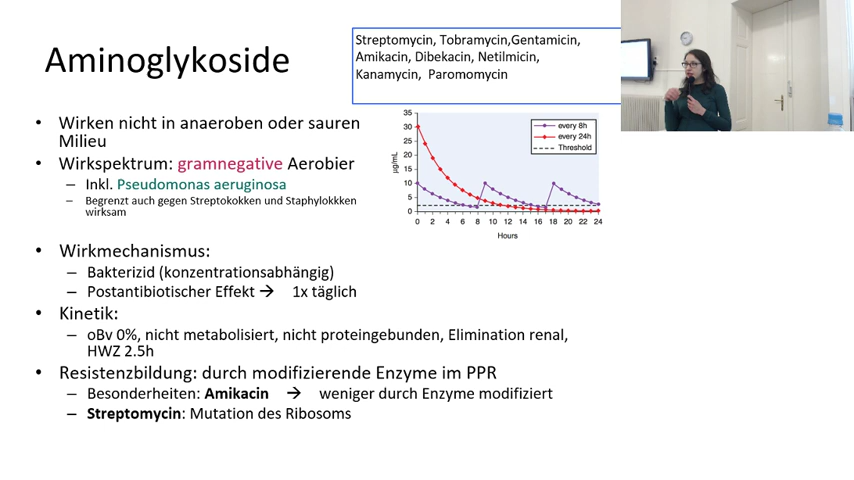 Aminoglykoside
Streptomycin, Tobramycin,Gentamicin,
Amikacin, Dibekacin, Netilmicin,
Kanamycin, Paromomycin
• Wirken nicht in anaeroben oder sauren
Milieu
• Wirkspektrum: gramnegative Aerobier
– Inkl. Pseudomonas aeruginosa
– Begrenzt auch gegen Streptokokken und Staphylokkken
wirksam
µg/mL
35
30
25
20
15
10
5
0
every 8h
every 24h
Threshold
0 2 4 6 8 10 12 14 16 18 20 22 24
Hours
• Wirkmechanismus:
– Bakterizid (konzentrationsabhängig)
– Postantibiotischer Effekt → 1x täglich
• Kinetik:
– oBv 0%, nicht metabolisiert, nicht proteingebunden, Elimination renal,
HWZ 2.5h
• Resistenzbildung: durch modifizierende Enzyme im PPR
– Besonderheiten: Amikacin → weniger durch Enzyme modifiziert
– Streptomycin: Mutation des Ribosoms